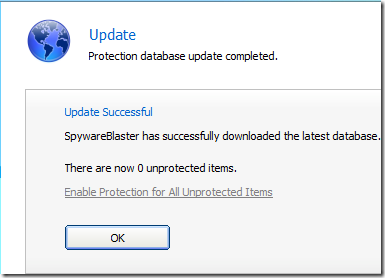 Update
Protection database update completed.
Update Successful
SpywareBlaster has successfully downloaded the latest database.
There are now 0 unprotected items.
Enable Protection for All Unprotected Items
OK